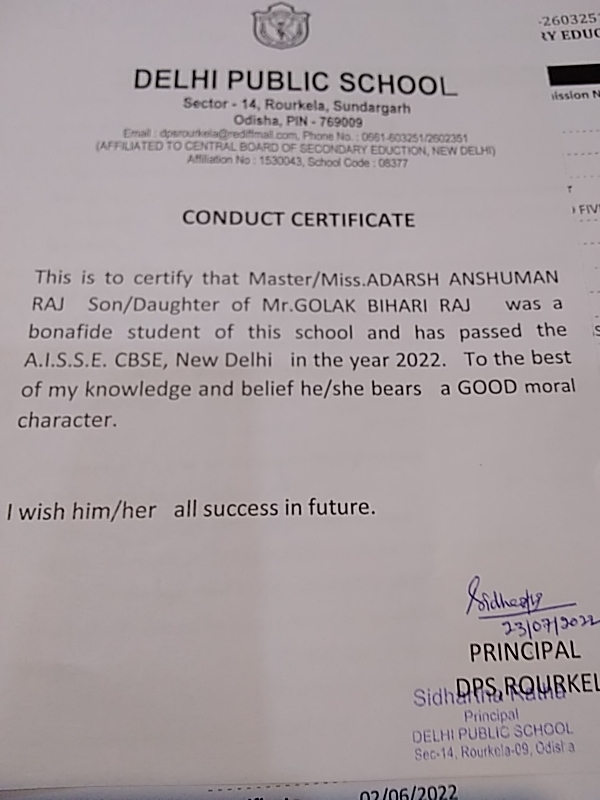 -260325
RY EDUC
DELHI PUBLIC SCHOOL
Sector - 14, Rourkela, Sundargarh
Odisha, PIN - 769009
Email : dpsrourkela@rediffmail.com, Phone No. : 0661-603251/2602351
(AFFILIATED TO CENTRAL BOARD OF SECONDARY EDUCTION, NEW DELHI)
Affiliation No : 1530043, School Code : 08377
ission N
FIV
CONDUCT CERTIFICATE
This is to certify that Master/Miss.ADARSH ANSHUMAN
RAJ Son/Daughter of Mr.GOLAK BIHARI RAJ was a
bonafide student of this school and has passed the
A.I.S.S.E. CBSE, New Delhi in the year 2022. To the best
of my knowledge and belief he/she bears a GOOD moral
character.
I wish him/her all success in future.
23/07/2022
PRINCIPAL
DPS,ROURKEL
Principal
DELHI PUBLIC SCHOOL
Sec-14, Rourkela-09, Odisha
02/06/2022